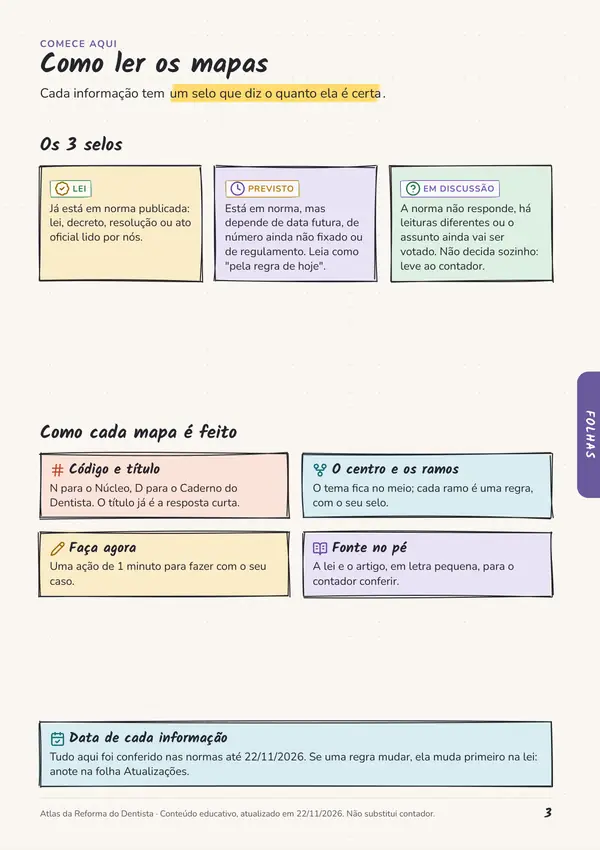 COMECE AQUI
Como ler os mapas
Cada informação tem um selo que diz o quanto ela é certa.
Os 3 selos
LEI
Já está em norma publicada:
lei, decreto, resolução ou ato
oficial lido por nós.
PREVISTO
Está em norma, mas
depende de data futura, de
número ainda não fixado ou
de regulamento. Leia como
"pela regra de hoje".
EM DISCUSSÃO
A norma não responde, há
leituras diferentes ou o
assunto ainda vai ser
votado. Não decida sozinho:
leve ao contador.
FOLHAS
Como cada mapa é feito
Código e título
N para o Núcleo, D para o Caderno do
Dentista. O título já é a resposta curta.
O centro e os ramos
O tema fica no meio; cada ramo é uma regra,
com o seu selo.
Faça agora
Uma ação de 1 minuto para fazer com o seu
caso.
Fonte no pé
A lei e o artigo, em letra pequena, para o
contador conferir.
Data de cada informação
Tudo aqui foi conferido nas normas até 22/11/2026. Se uma regra mudar, ela muda primeiro na lei:
anote na folha Atualizações.
Atlas da Reforma do Dentista · Conteúdo educativo, atualizado em 22/11/2026. Não substitui contador.
3